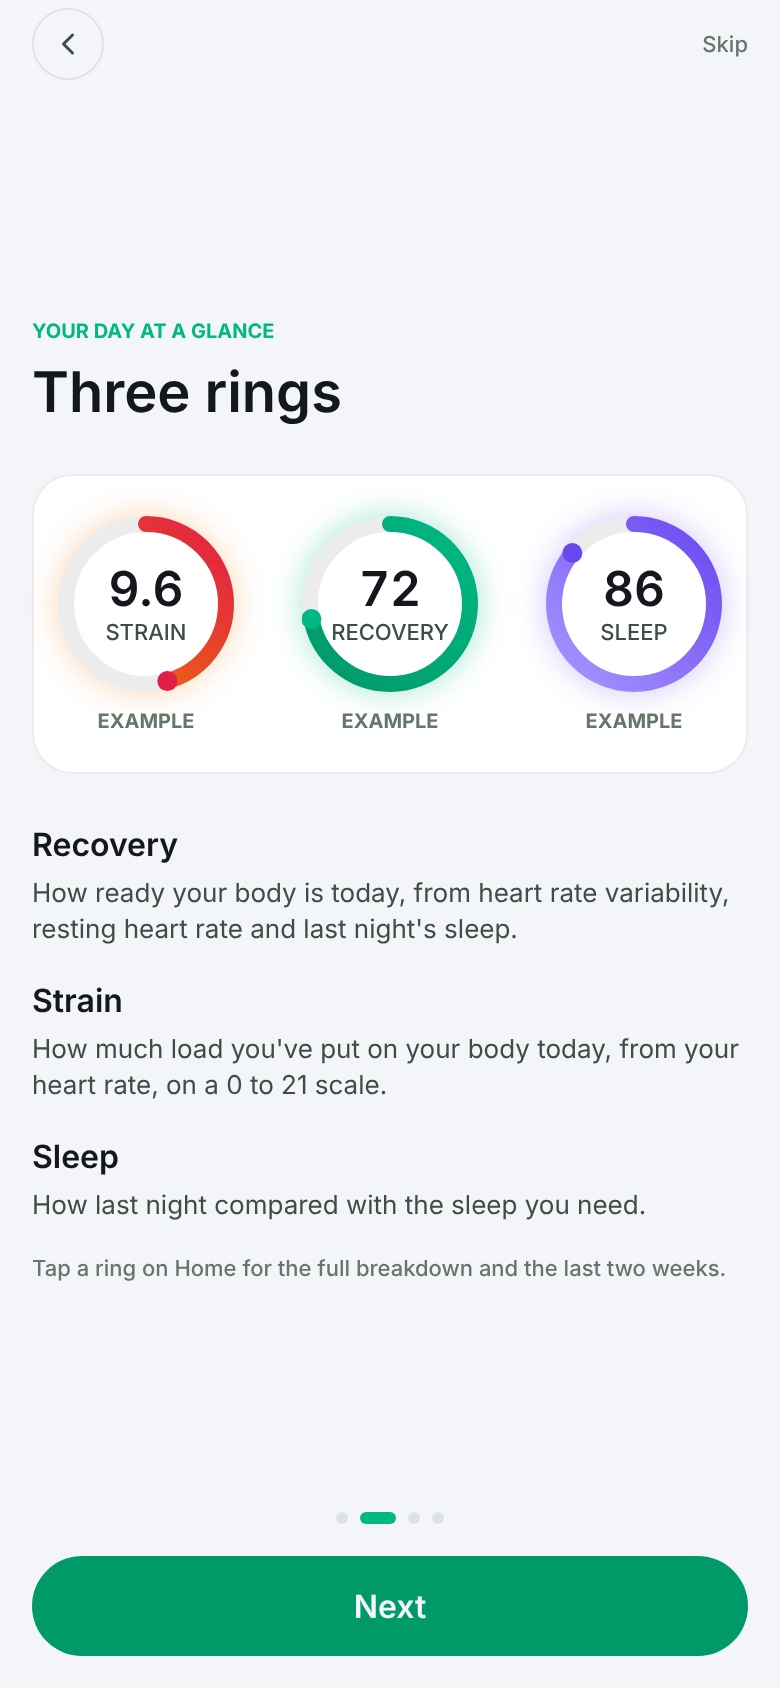 Skip
YOUR DAY AT A GLANCE
Three rings
9.6
STRAIN
EXAMPLE
72
RECOVERY
EXAMPLE
86
SLEEP
EXAMPLE
Recovery
How ready your body is today, from heart rate variability,
resting heart rate and last night's sleep.
Strain
How much load you've put on your body today, from your
heart rate, on a 0 to 21 scale.
Sleep
How last night compared with the sleep you need.
Tap a ring on Home for the full breakdown and the last two weeks.
Next